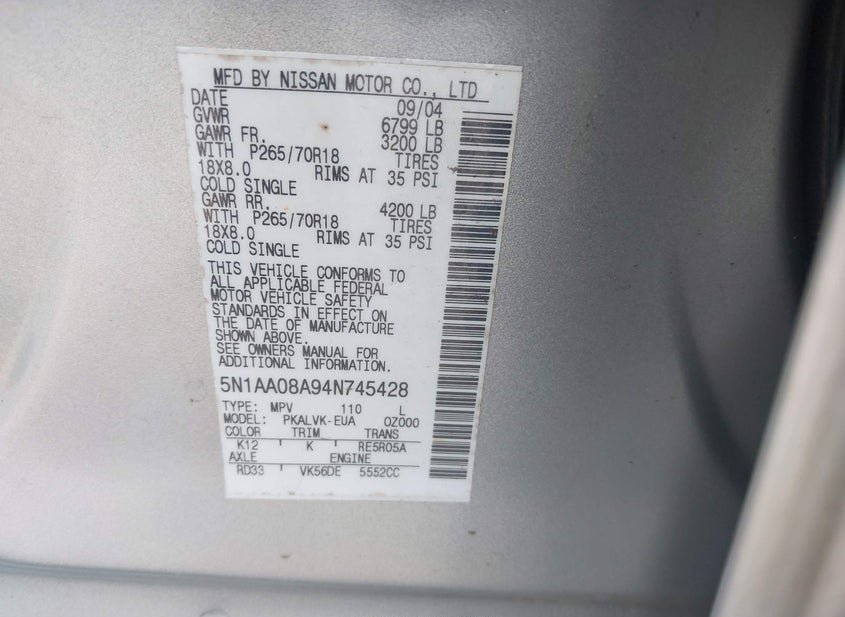 MFD BY NISSAN MOTOR CO., LTD
DATE 09/04
GVWR 6799 LB
GAWR FR. 3200 LB
WITH P265/70R18 TIRES
18X8.0 RIMS AT 35 PSI
COLD SINGLE
GAWR RR. 4200 LB
WITH P265/70R18 TIRES
18X8.0 RIMS AT 35 PSI
COLD SINGLE
THIS VEHICLE CONFORMS TO
ALL APPLICABLE FEDERAL
MOTOR VEHICLE SAFETY
STANDARDS IN EFFECT ON
THE DATE OF MANUFACTURE
SHOWN ABOVE.
SEE OWNERS MANUAL FOR
ADDITIONAL INFORMATION.
5N1AA08A94N745428
TYPE: MPV 110 L
MODEL: PKALVK-EUA 0Z000
COLOR TRIM TRANS
K12 K RE5R05A
AXLE ENGINE
RD33 VK56DE 5552CC